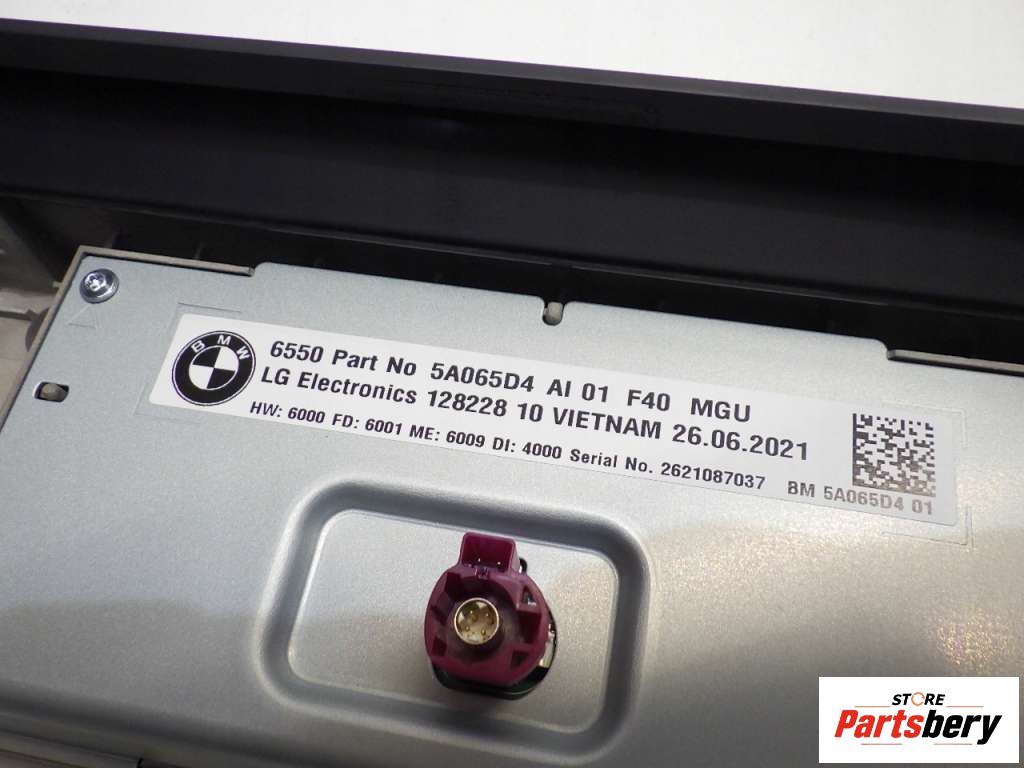 BMW
6550 Part No 5A065D4 AI 01 F40 MGU
LG Electronics 128228 10 VIETNAM 26.06.2021
HW: 6000 FD: 6001 ME: 6009 DI: 4000 Serial No. 2621087037
BM 5A065D4 01
STORE
Partsbery